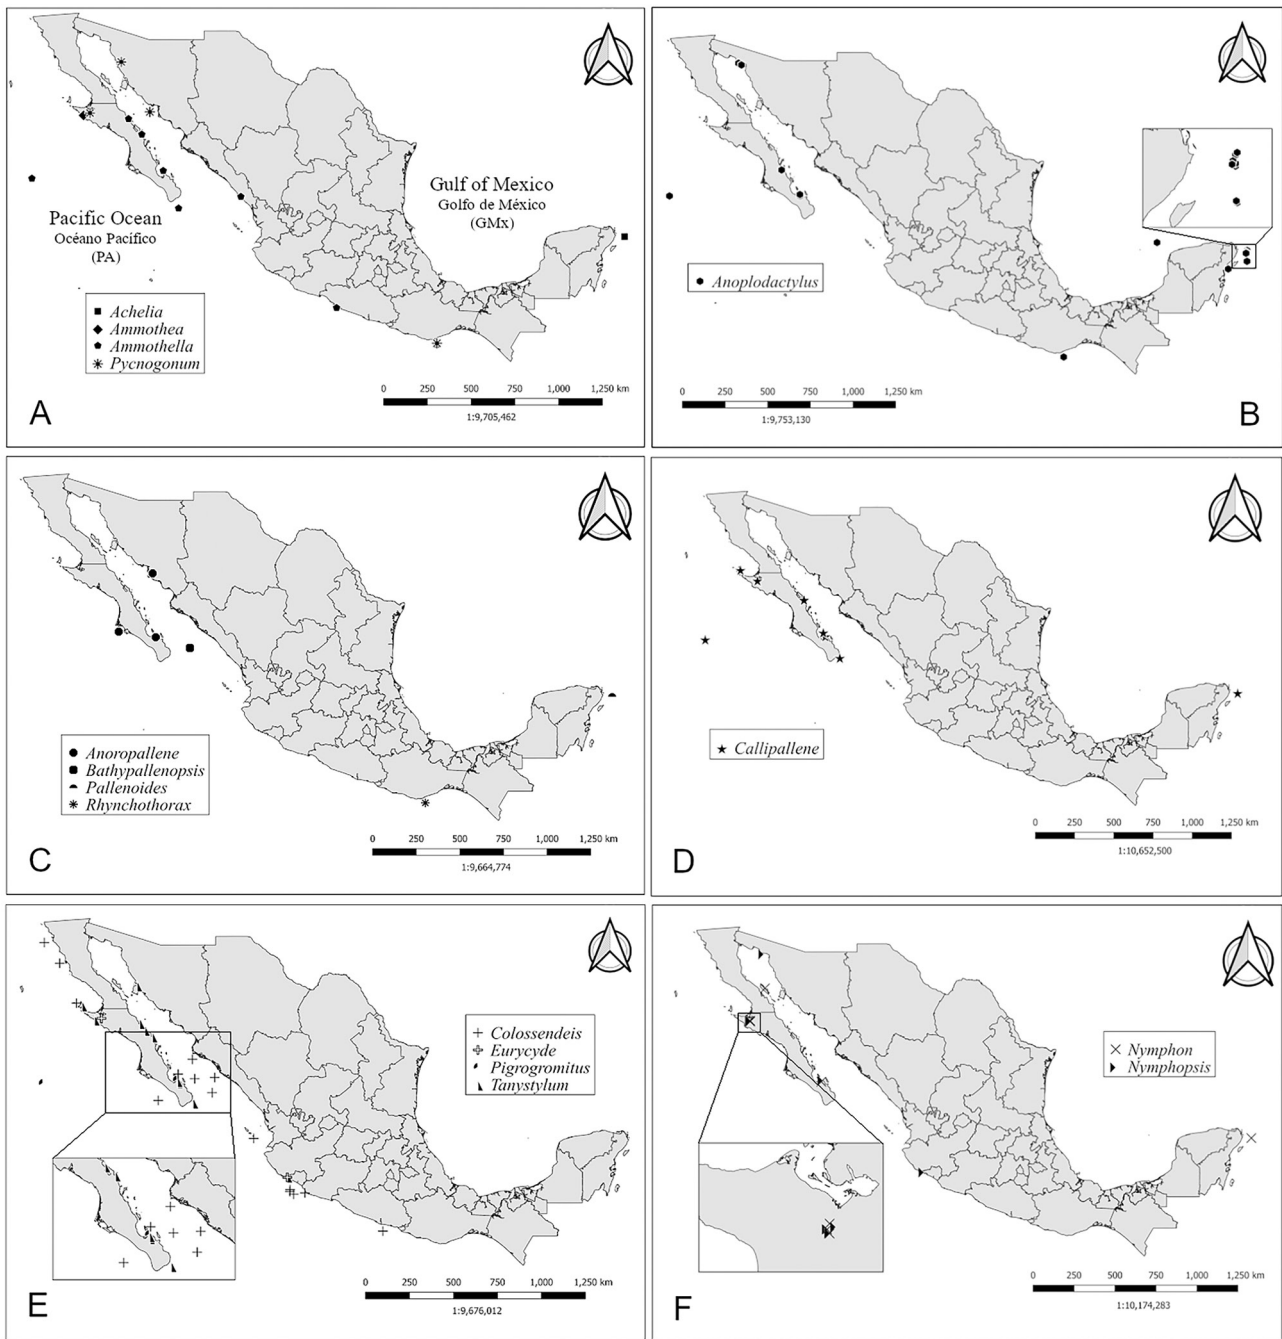 Pacific Ocean
Océano Pacífico
(PA)
Gulf of Mexico
Golfo de México
(GMx)
Achelia
Ammothea
Ammothella
Pycnogonum
0 250 500 750 1,000 1,250 km
1:9,705,462
A
Anoplodactylus
0 250 500 750 1,000 1,250 km
1:9,753,130
B
Anoropallene
Bathypallenopsis
Pallenoides
Rhynchothorax
0 250 500 750 1,000 1,250 km
1:9,664,774
C
Callipallene
0 250 500 750 1,000 1,250 km
1:10,652,500
D
Colossendeis
Eurycyde
Pigrogromitus
Tanystylum
0 250 500 750 1,000 1,250 km
1:9,676,012
E
Nymphon
Nymphopsis
0 250 500 750 1,000 1,250 km
1:10,174,283
F